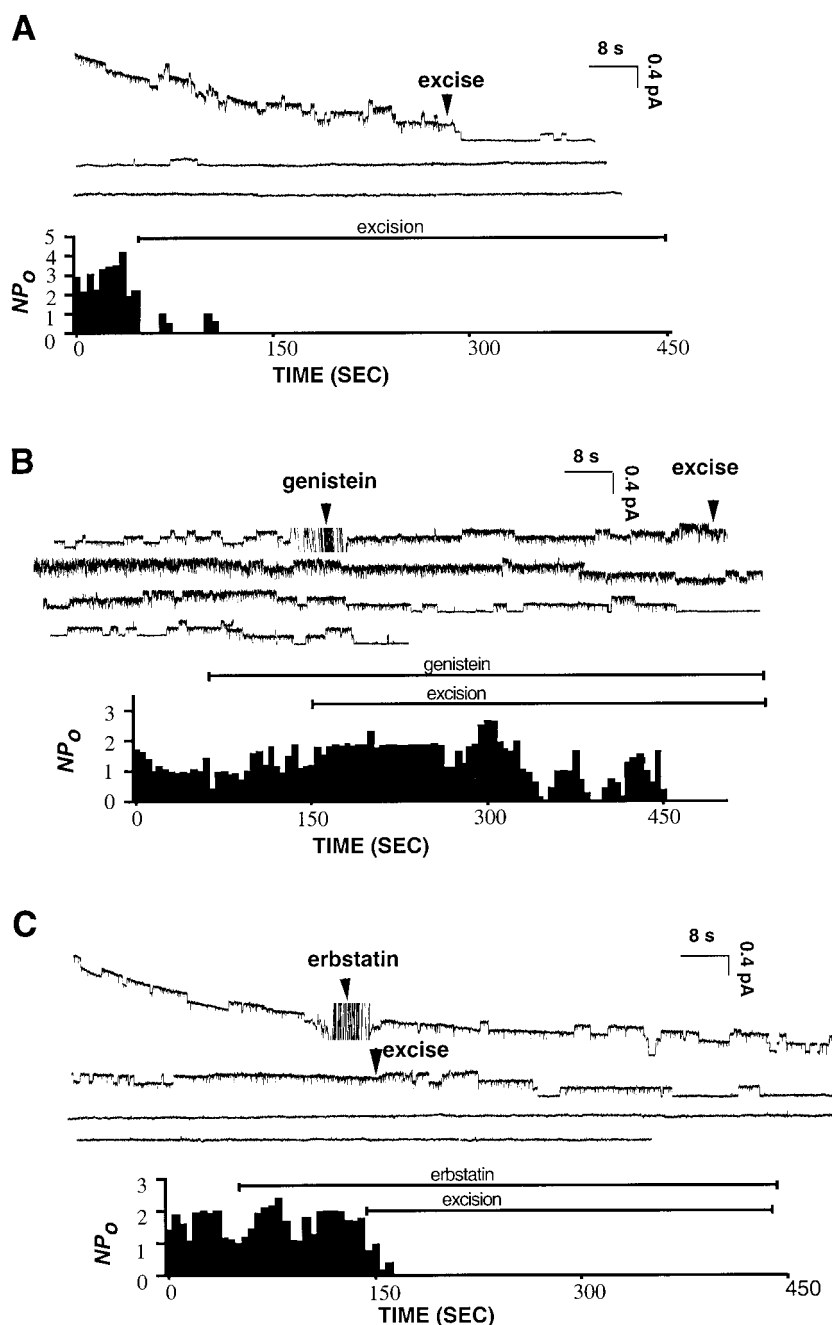 A
8 s
0.4 pA
excise
excision
5
4
3
2
1
0
NPo
0 150 300 450
TIME (SEC)
B
8 s
0.4 pA
genistein
excise
genistein
excision
3
2
1
0
NPo
0 150 300 450
TIME (SEC)
C
8 s
0.4 pA
erbstatin
excise
erbstatin
excision
3
2
1
0
NPo
0 150 300 450
TIME (SEC)